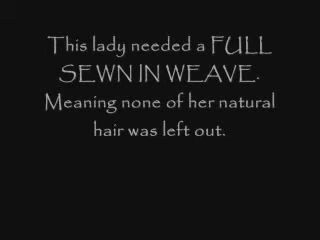 This lady needed a FULL
SEWN IN WEAVE.
Meaning none of her natural
hair was left out.